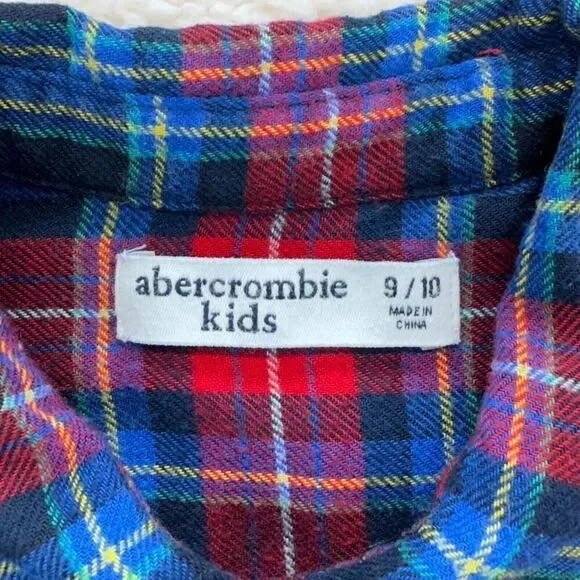 abercrombie
kids
9/10
MADE IN
CHINA